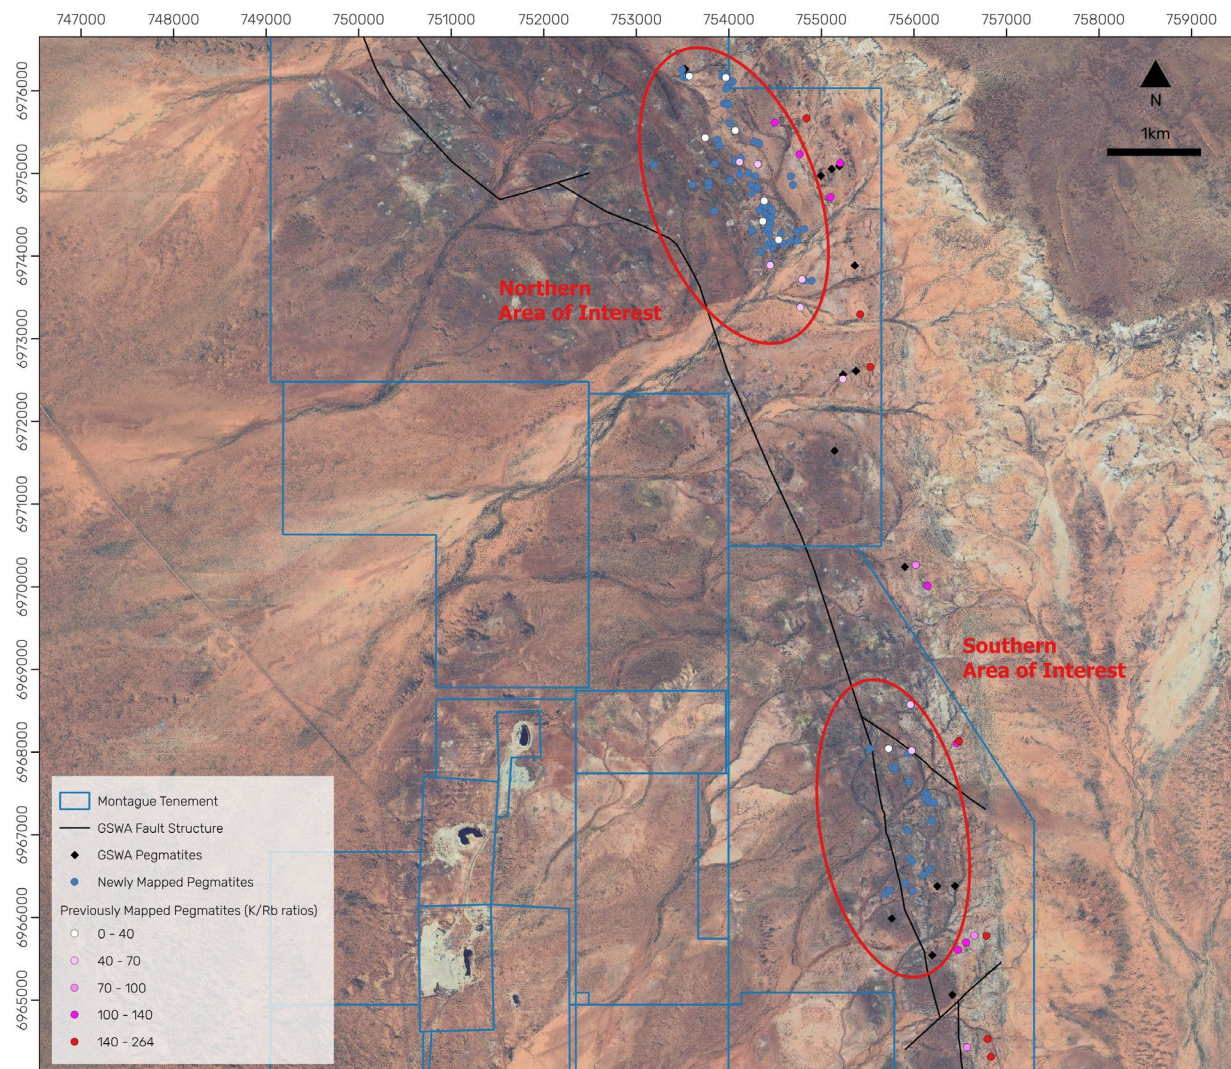 747000 748000 749000 750000 751000 752000 753000 754000 755000 756000 757000 758000 759000
6976000
6975000
6974000
6973000
6972000
6971000
6970000
6969000
6968000
6967000
6966000
6965000
N
1km
Northern
Area of Interest
Southern
Area of Interest
Montague Tenement
GSWA Fault Structure
GSWA Pegmatites
Newly Mapped Pegmatites
Previously Mapped Pegmatites (K/Rb ratios)
0 - 40
40 - 70
70 - 100
100 - 140
140 - 264